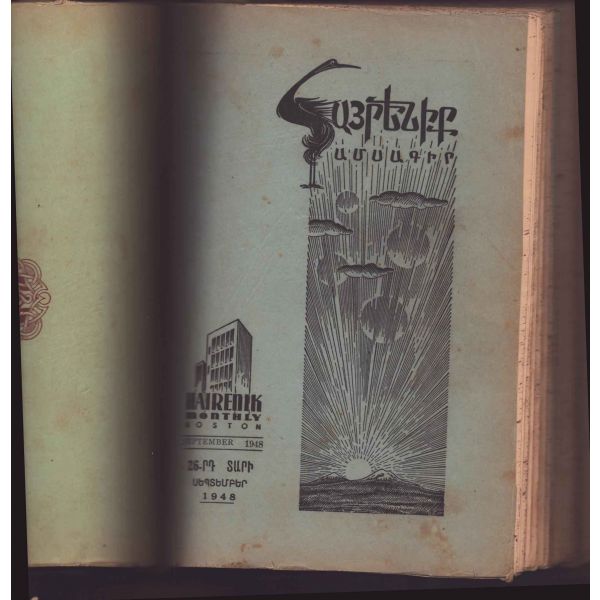 ՀԱՅՐԵՆԻՔ
ԱՄՍԱԳԻՐ
HAIRENIK
MONTHLY
BOSTON
SEPTEMBER 1948
26-ՐԴ ՏԱՐԻ
ՍԵՊՏԵՄԲԵՐ
1948